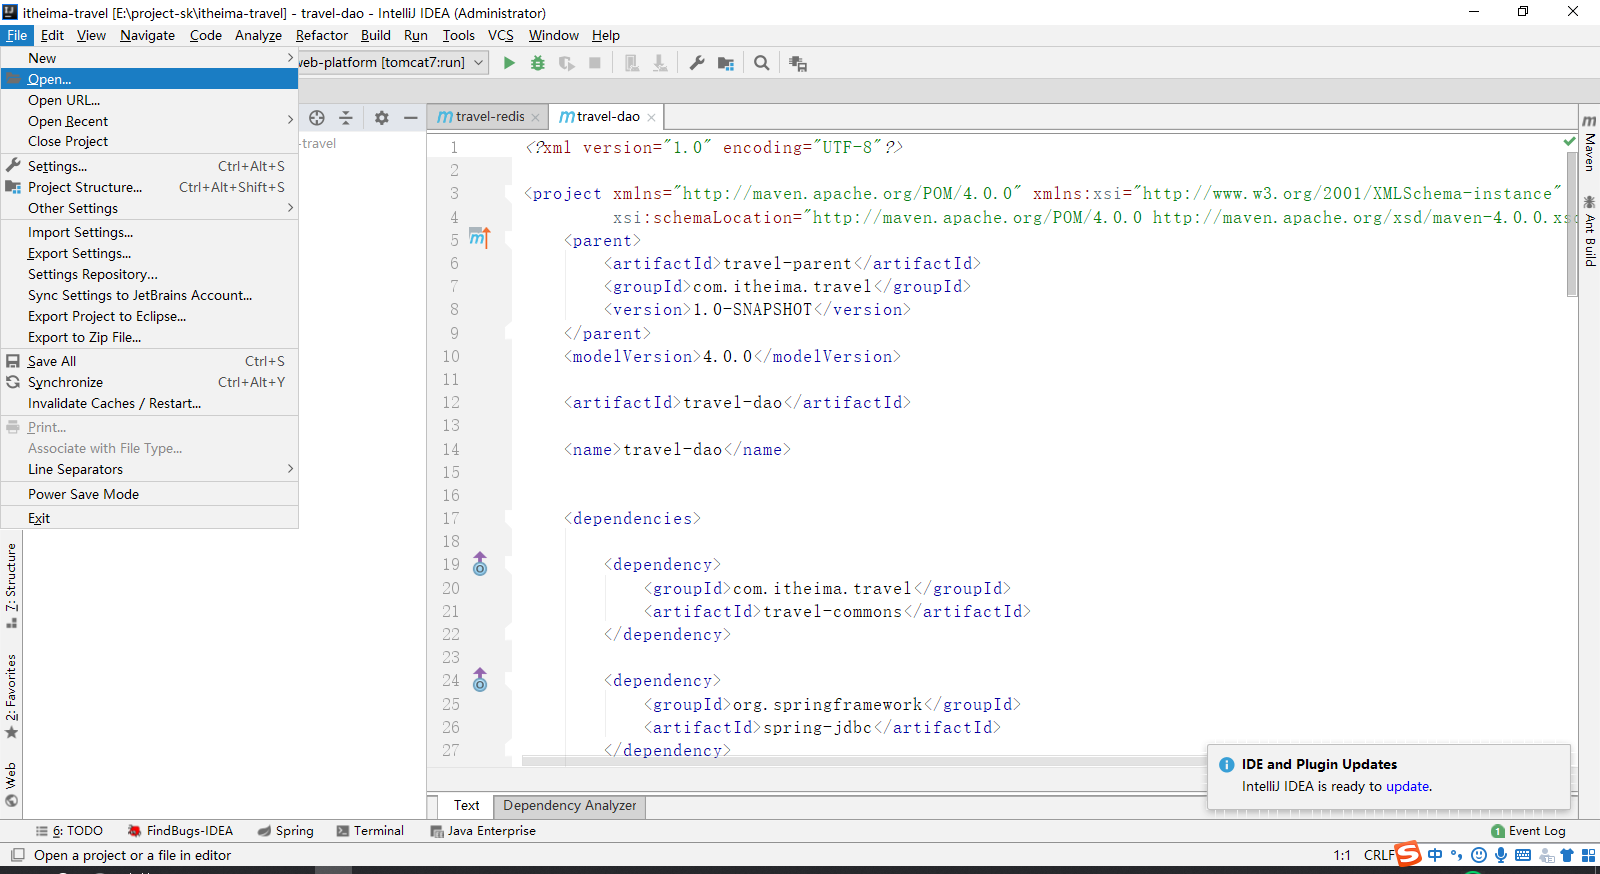 itheima-travel [E:\project-sk\itheima-travel] - travel-dao - IntelliJ IDEA (Administrator)
File Edit View Navigate Code Analyze Refactor Build Run Tools VCS Window Help
New
web-platform [tomcat7:run]
Open...
Open URL...
Open Recent
Close Project
Settings... Ctrl+Alt+S
Project Structure... Ctrl+Alt+Shift+S
Other Settings
Import Settings...
Export Settings...
Settings Repository...
Sync Settings to JetBrains Account...
Export Project to Eclipse...
Export to Zip File...
Save All Ctrl+S
Synchronize Ctrl+Alt+Y
Invalidate Caches / Restart...
Print...
Associate with File Type...
Line Separators
Power Save Mode
Exit
-travel
7: Structure
2: Favorites
Web
travel-redis
travel-dao
1 <?xml version="1.0" encoding="UTF-8"?>
2
3 <project xmlns="http://maven.apache.org/POM/4.0.0" xmlns:xsi="http://www.w3.org/2001/XMLSchema-instance"
4 xsi:schemaLocation="http://maven.apache.org/POM/4.0.0 http://maven.apache.org/xsd/maven-4.0.0.xsd
5 <parent>
6 <artifactId>travel-parent</artifactId>
7 <groupId>com.itheima.travel</groupId>
8 <version>1.0-SNAPSHOT</version>
9 </parent>
10 <modelVersion>4.0.0</modelVersion>
11
12 <artifactId>travel-dao</artifactId>
13
14 <name>travel-dao</name>
15
16
17 <dependencies>
18
19 <dependency>
20 <groupId>com.itheima.travel</groupId>
21 <artifactId>travel-commons</artifactId>
22 </dependency>
23
24 <dependency>
25 <groupId>org.springframework</groupId>
26 <artifactId>spring-jdbc</artifactId>
27 </dependency>
Maven
Ant Build
IDE and Plugin Updates
IntelliJ IDEA is ready to update.
Text Dependency Analyzer
6: TODO FindBugs-IDEA Spring Terminal Java Enterprise 1 Event Log
Open a project or a file in editor 1:1 CRLF 中